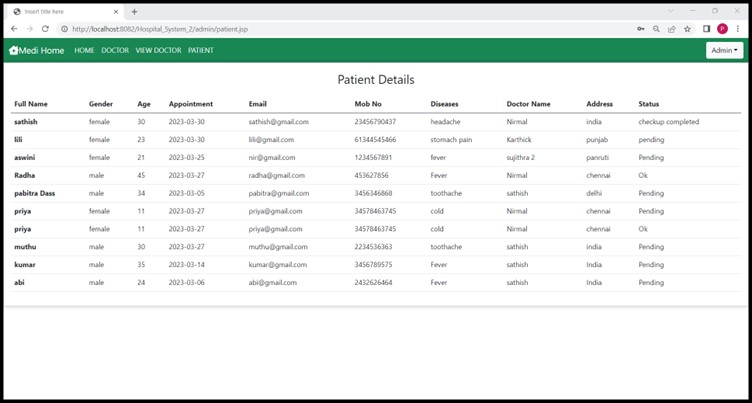 Insert title here
http://localhost:8082/Hospital_System_2/admin/patient.jsp
P
Medi Home HOME DOCTOR VIEW DOCTOR PATIENT Admin
Patient Details
Full Name Gender Age Appointment Email Mob No Diseases Doctor Name Address Status
sathish female 30 2023-03-30 sathish@gmail.com 23456790437 headache Nirmal india checkup completed
lili female 23 2023-03-30 lili@gmail.com 61344545466 stomach pain Karthick punjab pending
aswini female 21 2023-03-25 nir@gmail.com 1234567891 fever sujithra 2 panruti Pending
Radha male 45 2023-03-27 radha@gmail.com 453627856 Fever Nirmal chennai Ok
pabitra Dass male 34 2023-03-05 pabitra@gmail.com 3456346868 toothache sathish delhi Pending
priya female 11 2023-03-27 priya@gmail.com 34578463745 cold Nirmal chennai Pending
priya female 11 2023-03-27 priya@gmail.com 34578463745 cold Nirmal chennai Ok
muthu male 30 2023-03-27 muthu@gmail.com 2234536363 toothache sathish india Pending
kumar male 35 2023-03-14 kumar@gmail.com 3456789575 Fever sathish India Pending
abi male 24 2023-03-06 abi@gmail.com 2432626464 Fever sathish India Pending